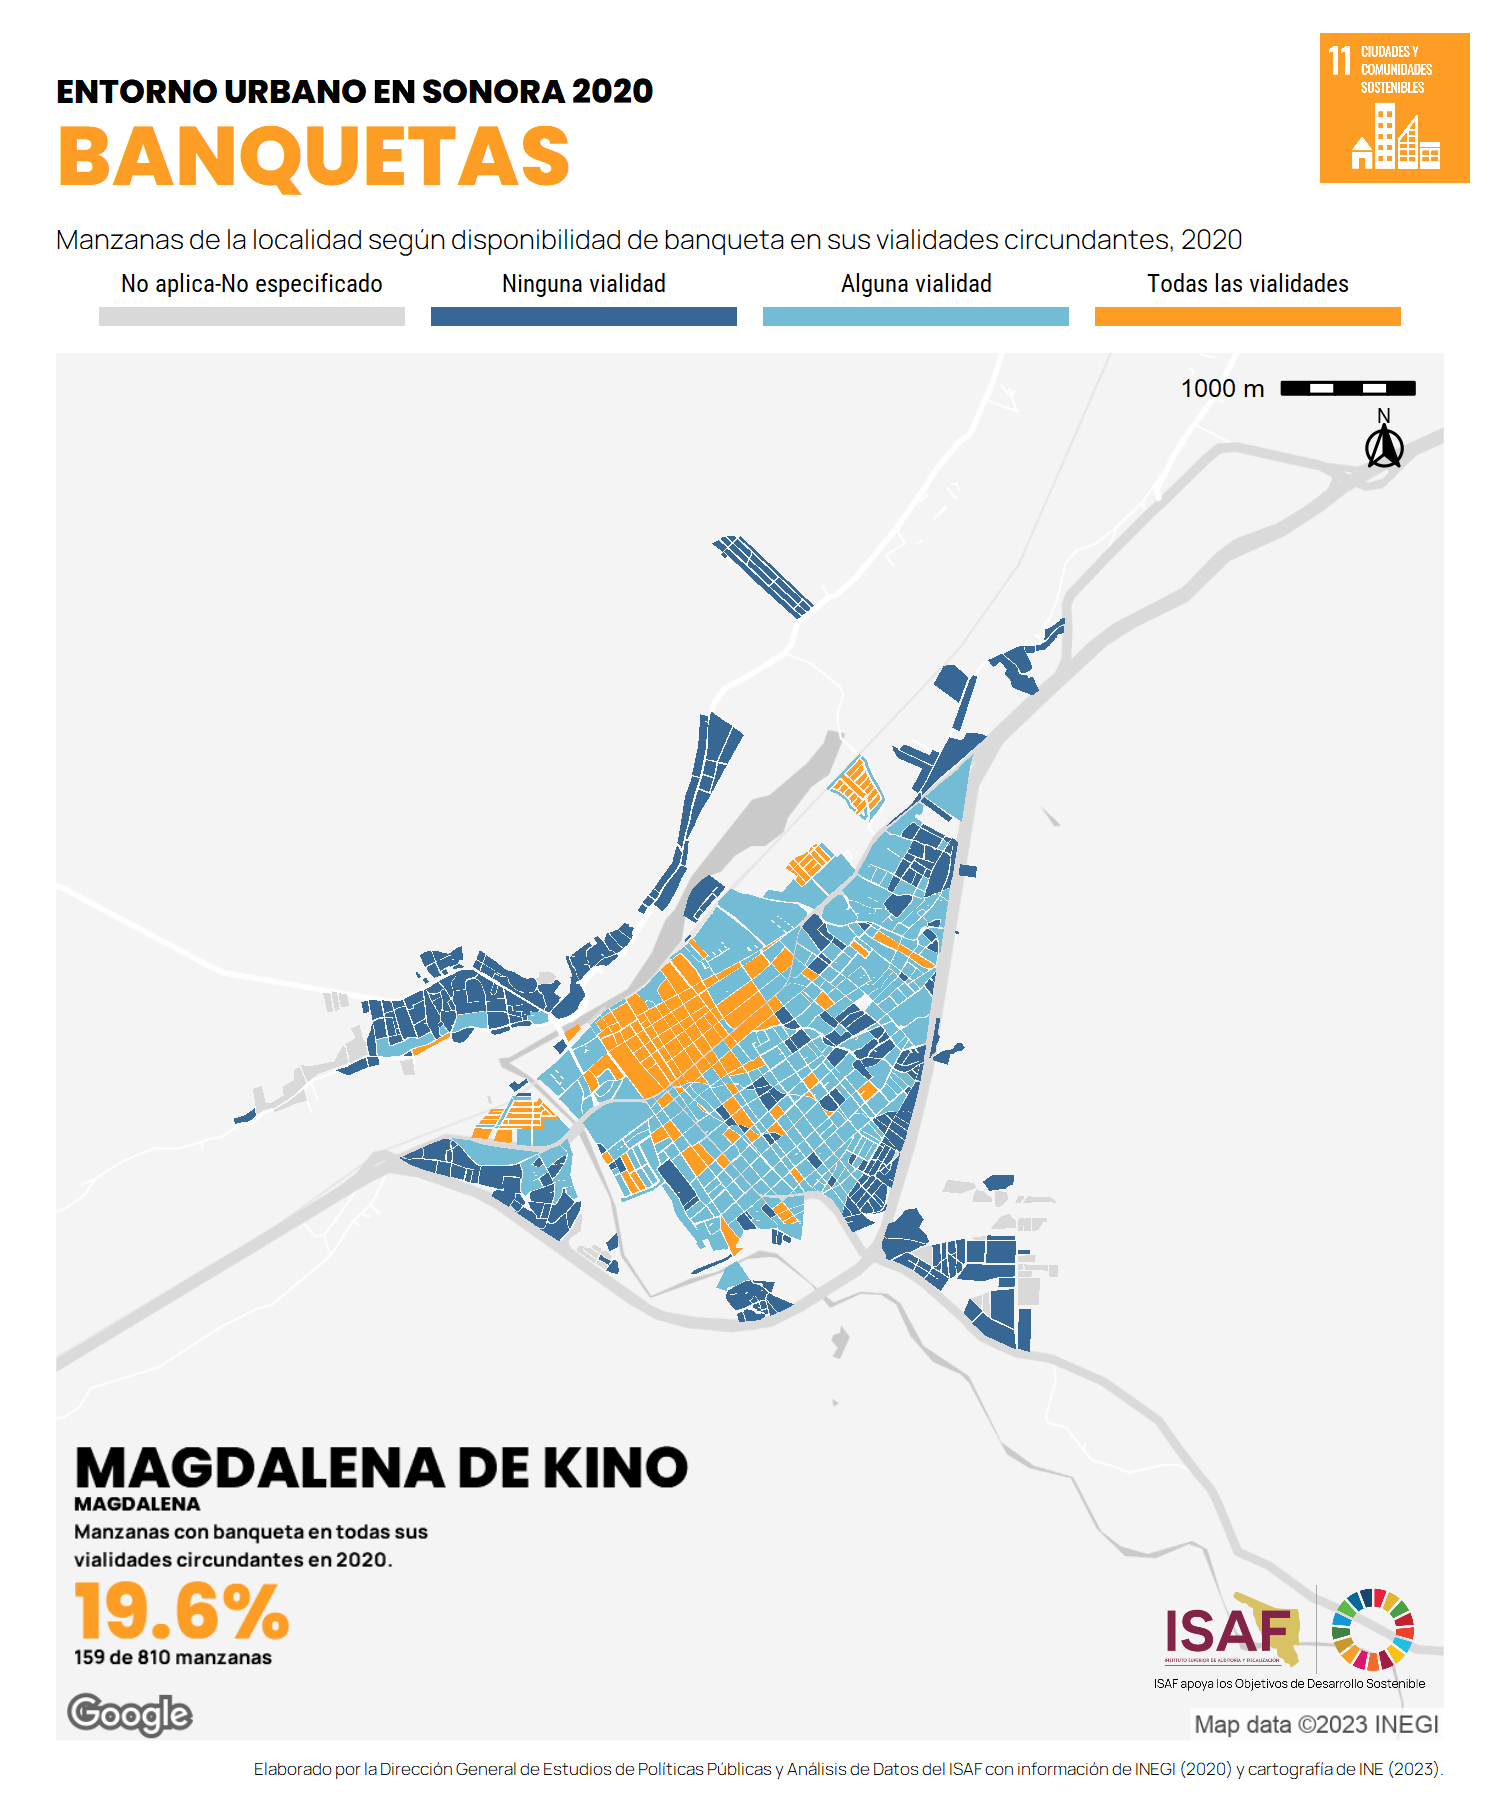 11 CIUDADES Y
COMUNIDADES
SOSTENIBLES
ENTORNO URBANO EN SONORA 2020
BANQUETAS
Manzanas de la localidad según disponibilidad de banqueta en sus vialidades circundantes, 2020
No aplica-No especificado
Ninguna vialidad
Alguna vialidad
Todas las vialidades
1000 m
N
MAGDALENA DE KINO
MAGDALENA
Manzanas con banqueta en todas sus
vialidades circundantes en 2020.
19.6%
159 de 810 manzanas
Google
ISAF
INSTITUTO SUPERIOR DE AUDITORÍA Y FISCALIZACIÓN
ISAF apoya los Objetivos de Desarrollo Sostenible
Map data ©2023 INEGI
Elaborado por la Dirección General de Estudios de Políticas Públicas y Análisis de Datos del ISAF con información de INEGI (2020) y cartografía de INE (2023).